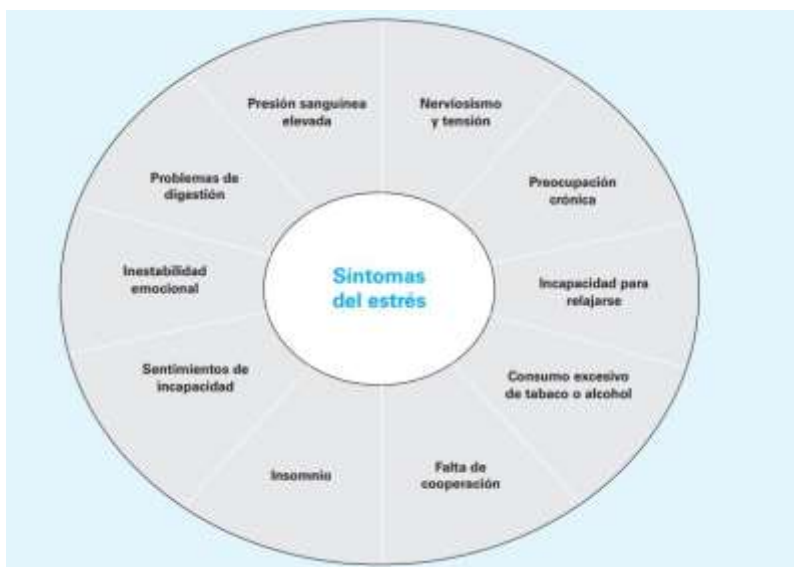 Presión sanguínea
elevada
Nerviosismo
y tensión
Preocupación
crónica
Incapacidad para
relajarse
Consumo excesivo
de tabaco o alcohol
Falta de
cooperación
Insomnio
Sentimientos de
incapacidad
Inestabilidad
emocional
Problemas de
digestión
Síntomas
del estrés